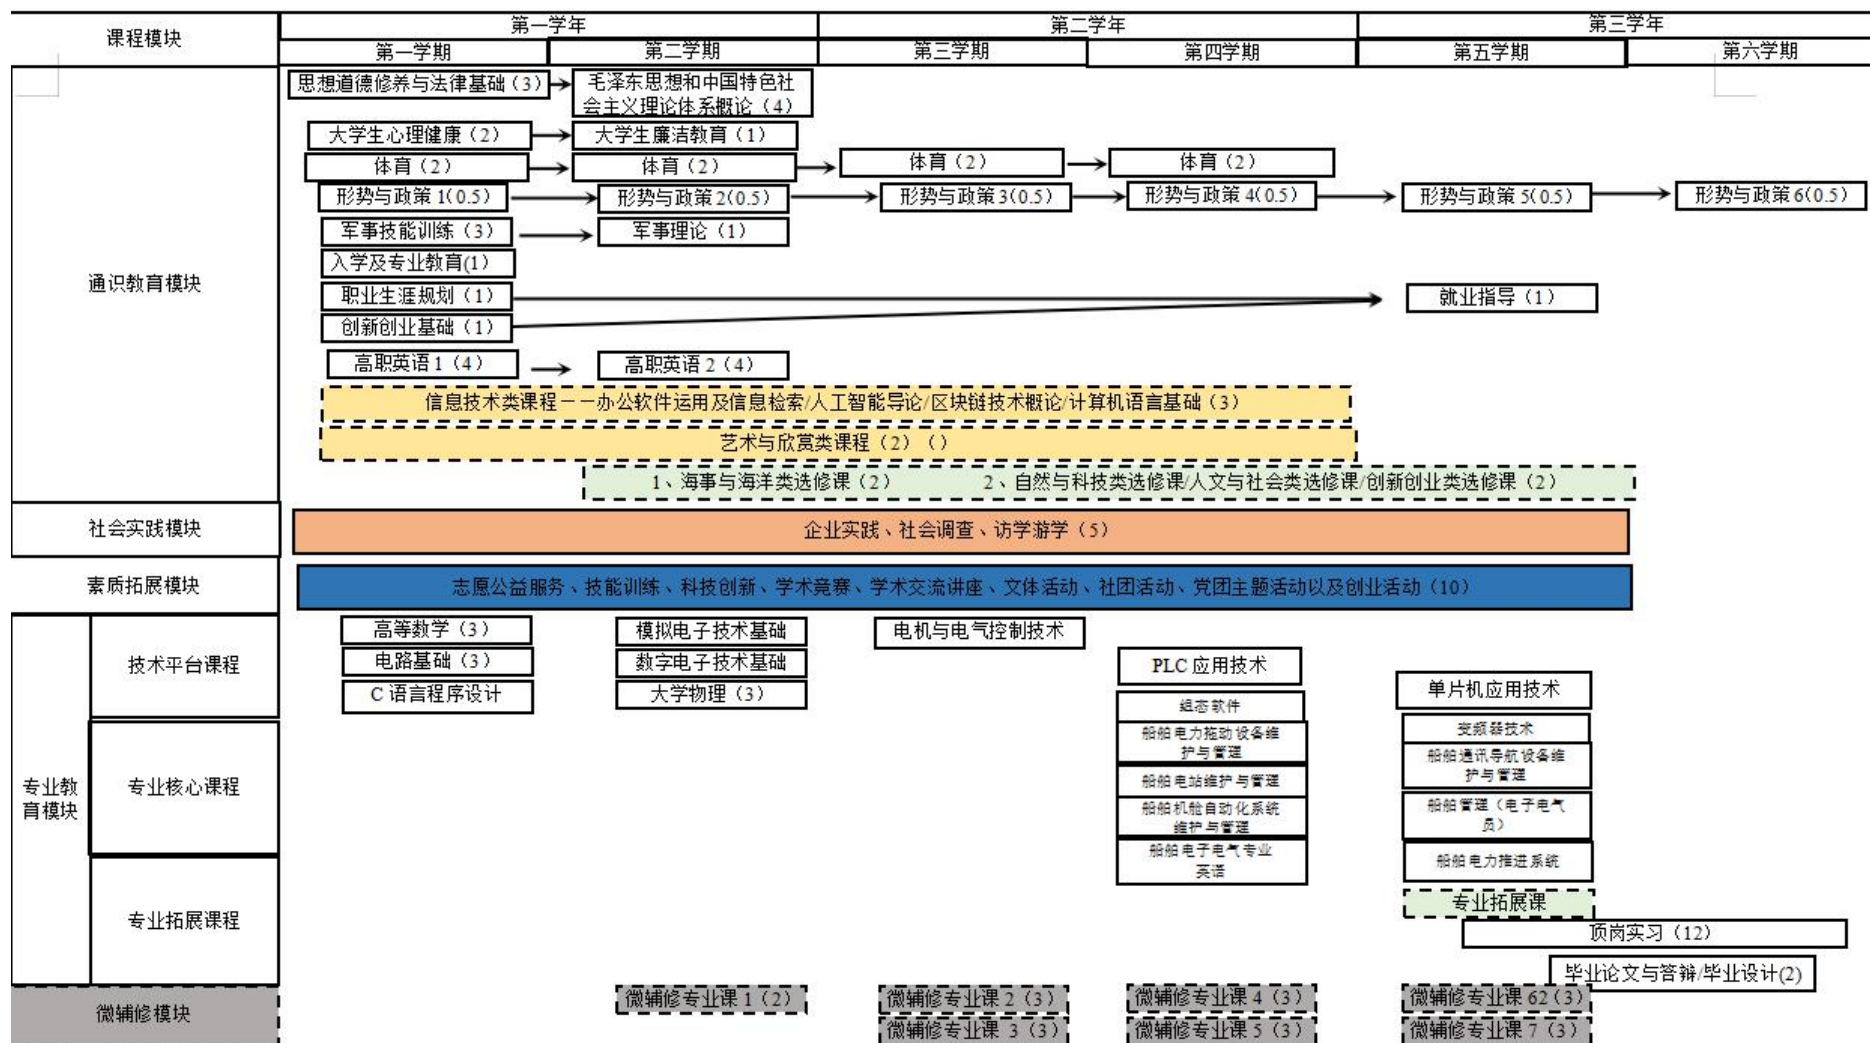 课程模块
第一学年
第二学年
第三学年
第一学期
第二学期
第三学期
第四学期
第五学期
第六学期
通识教育模块
思想道德修养与法律基础（3）
毛泽东思想和中国特色社
会主义理论体系概论（4）
大学生心理健康（2）
大学生廉洁教育（1）
体育（2）
体育（2）
体育（2）
体育（2）
形势与政策 1(0.5)
形势与政策 2(0.5)
形势与政策 3(0.5)
形势与政策 4(0.5)
形势与政策 5(0.5)
形势与政策 6(0.5)
军事技能训练（3）
军事理论（1）
入学及专业教育(1)
职业生涯规划（1）
就业指导（1）
创新创业基础（1）
高职英语 1（4）
高职英语 2（4）
信息技术类课程－－办公软件运用及信息检索/人工智能导论/区块链技术概论/计算机语言基础（3）
艺术与欣赏类课程（2）（）
1、海事与海洋类选修课（2） 2、自然与科技类选修课/人文与社会类选修课/创新创业类选修课（2）
社会实践模块
企业实践、社会调查、访学游学（5）
素质拓展模块
志愿公益服务、技能训练、科技创新、学术竞赛、学术交流讲座、文体活动、社团活动、党团主题活动以及创业活动（10）
专业教
育模块
技术平台课程
高等数学（3）
模拟电子技术基础
电机与电气控制技术
电路基础（3）
数字电子技术基础
PLC 应用技术
C 语言程序设计
大学物理（3）
单片机应用技术
专业核心课程
组态软件
变频器技术
船舶电力拖动设备维
护与管理
船舶通讯导航设备维
护与管理
船舶电站维护与管理
船舶机舱自动化系统
维护与管理
船舶管理（电子电气
员）
船舶电子电气专业
英语
船舶电力推进系统
专业拓展课程
专业拓展课
顶岗实习（12）
毕业论文与答辩/毕业设计(2)
微辅修模块
微辅修专业课 1（2）
微辅修专业课 2（3）
微辅修专业课 4（3）
微辅修专业课 62（3）
微辅修专业课 3（3）
微辅修专业课 5（3）
微辅修专业课 7（3）